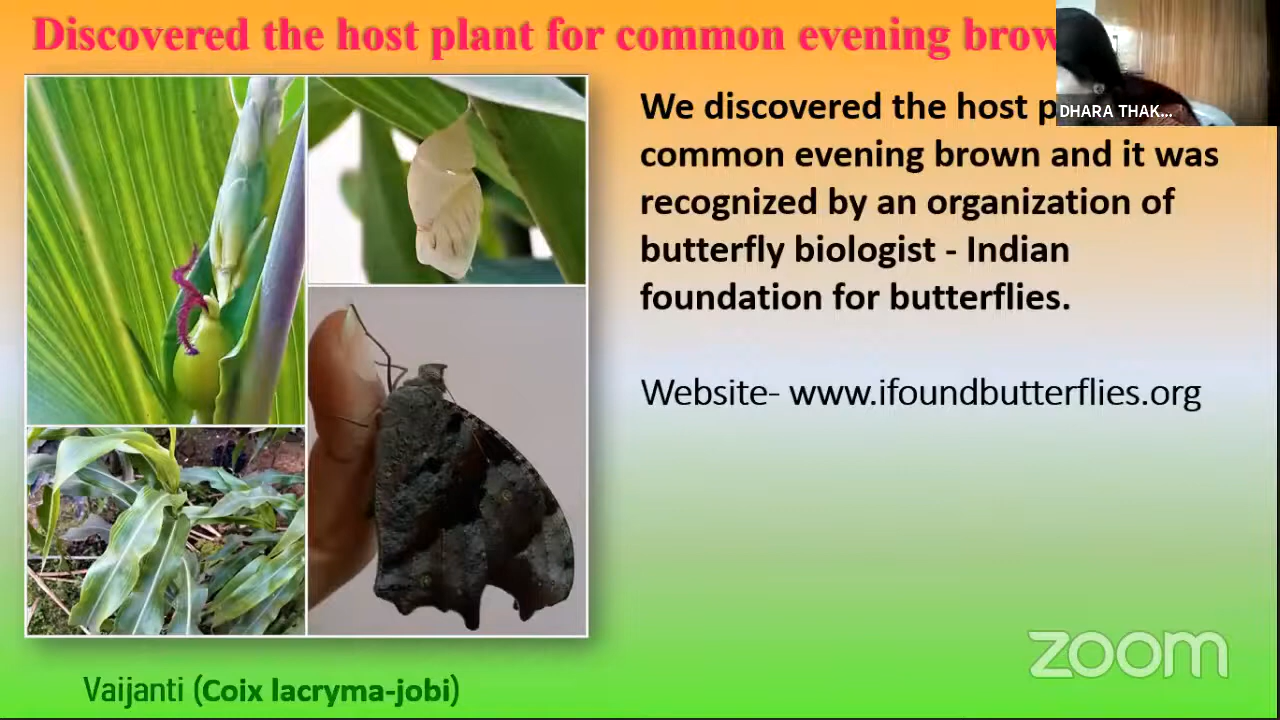 Discovered the host plant for common evening
DHARA THAK...
We discovered the host
common evening brown and it was
recognized by an organization of
butterfly biologist - Indian
foundation for butterflies.
Website- www.ifoundbutterflies.org
zoom
Vaijanti (Coix lacryma-jobi)